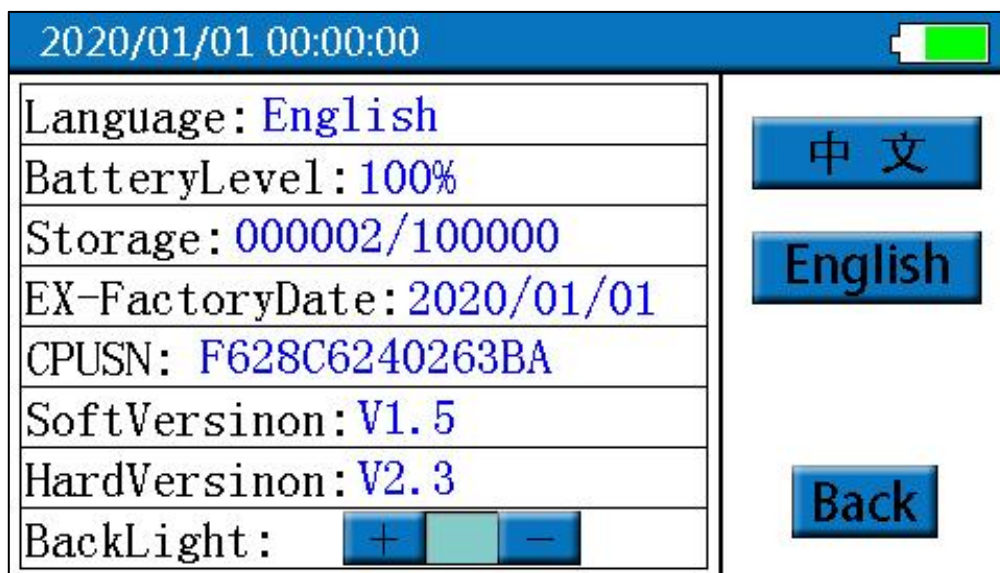 2020/01/01 00:00:00
Language: English
BatteryLevel:100%
Storage: 000002/100000
EX-FactoryDate:2020/01/01
CPUSN: F628C6240263BA
SoftVersinon:V1.5
HardVersinon:V2.3
BackLight: + -
中 文
English
Back